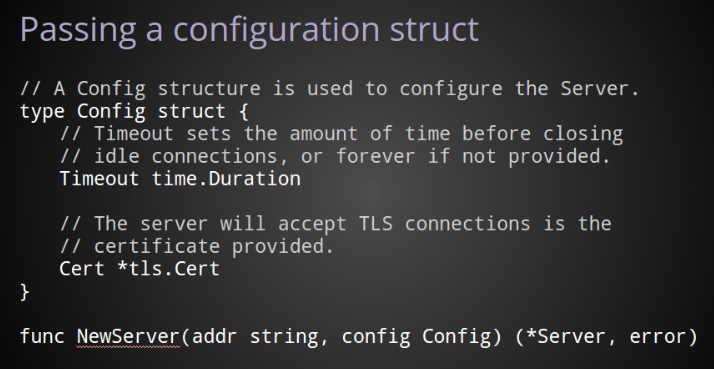 Passing a configuration struct
// A Config structure is used to configure the Server.
type Config struct {
// Timeout sets the amount of time before closing
// idle connections, or forever if not provided.
Timeout time.Duration
// The server will accept TLS connections is the
// certificate provided.
Cert *tls.Cert
}
func NewServer(addr string, config Config) (*Server, error)